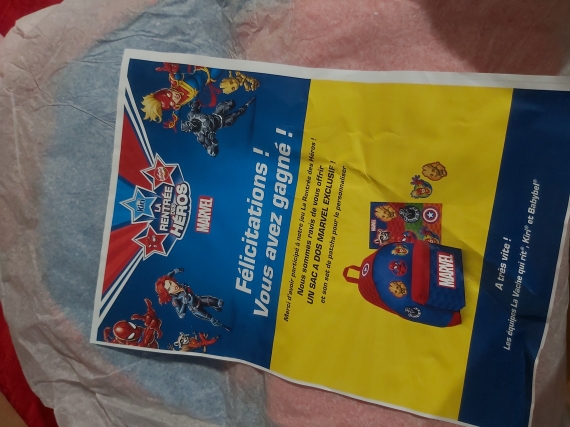 LA
RENTRÉE
DES
HÉROS
MARVEL
Félicitations !
Vous avez gagné !
Merci d'avoir participé à notre jeu La Rentrée des Héros !
Nous sommes ravis de vous offrir
UN SAC A DOS MARVEL EXCLUSIF !
et son set de patchs pour le personnaliser
MARVEL
A très vite !
Les équipes La Vache qui rit®, Kiri® et Babybel®